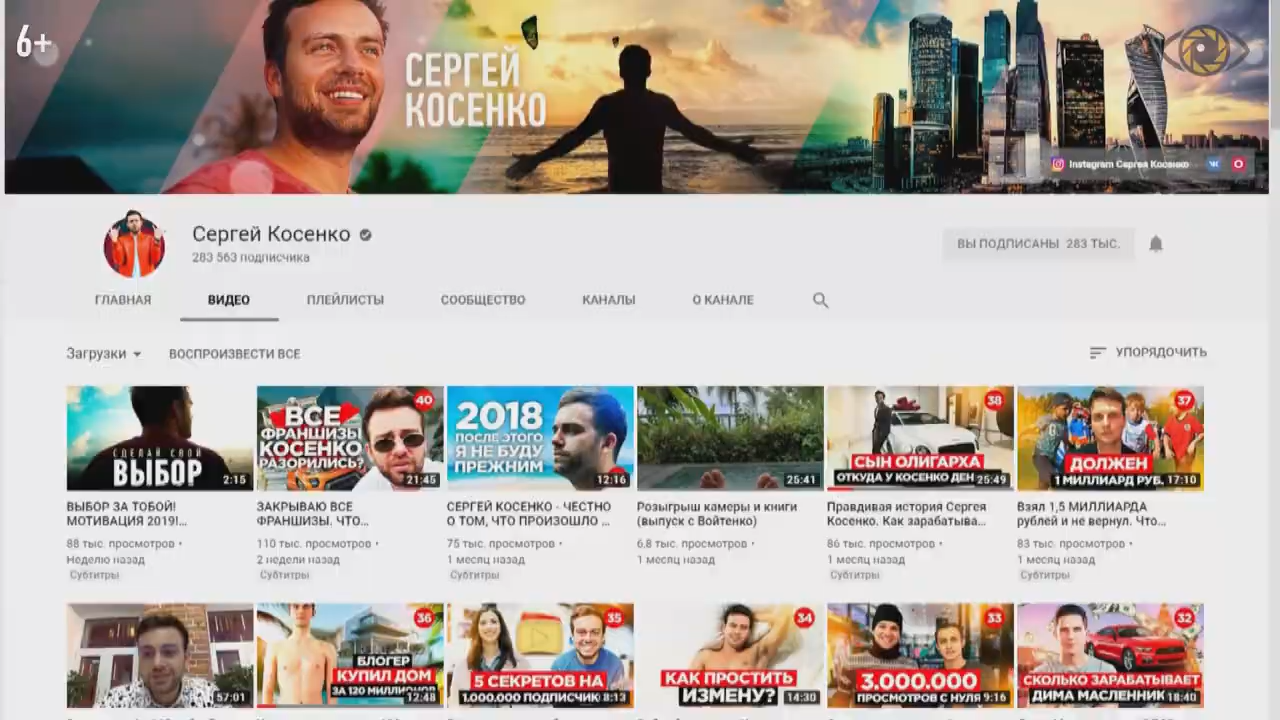 6+
СЕРГЕЙ
КОСЕНКО
Instagram Сергея Косенко
Сергей Косенко
283 563 подписчика
ВЫ ПОДПИСАНЫ 283 ТЫС.
ГЛАВНАЯ ВИДЕО ПЛЕЙЛИСТЫ СООБЩЕСТВО КАНАЛЫ О КАНАЛЕ
Загрузки ВОСПРОИЗВЕСТИ ВСЕ УПОРЯДОЧИТЬ
СДЕЛАЙ СВОЙ
ВЫБОР
2:15
ВЫБОР ЗА ТОБОЙ!
МОТИВАЦИЯ 2019!...
88 тыс. просмотров •
Неделю назад
Субтитры
40
ВСЕ
ФРАНШИЗЫ
КОСЕНКО
РАЗОРИЛИСЬ?
21:45
ЗАКРЫВАЮ ВСЕ
ФРАНШИЗЫ. ЧТО...
110 тыс. просмотров •
2 недели назад
Субтитры
2018
ПОСЛЕ ЭТОГО
Я НЕ БУДУ
ПРЕЖНИМ
12:16
СЕРГЕЙ КОСЕНКО - ЧЕСТНО
О ТОМ, ЧТО ПРОИЗОШЛО ...
75 тыс. просмотров •
1 месяц назад
Субтитры
25:41
Розыгрыш камеры и книги
(выпуск с Войтенко)
6,8 тыс. просмотров •
1 месяц назад
38
СЫН ОЛИГАРХА
ОТКУДА У КОСЕНКО ДЕН
25:49
Правдивая история Сергея
Косенко. Как зарабатыва...
86 тыс. просмотров •
1 месяц назад
Субтитры
37
ДОЛЖЕН
1 МИЛЛИАРД РУБ.
17:10
Взял 1,5 МИЛЛИАРДА
рублей и не вернул. Что...
83 тыс. просмотров •
1 месяц назад
Субтитры
57:01
36
БЛОГЕР
КУПИЛ ДОМ
ЗА 120 МИЛЛИОНОВ
12:48
35
5 СЕКРЕТОВ НА
1.000.000 ПОДПИСЧИК
8:13
34
КАК ПРОСТИТЬ
ИЗМЕНУ?
14:30
33
3.000.000
ПРОСМОТРОВ С НУЛЯ
9:16
32
СКОЛЬКО ЗАРАБАТЫВАЕТ
ДИМА МАСЛЕННИК
18:40